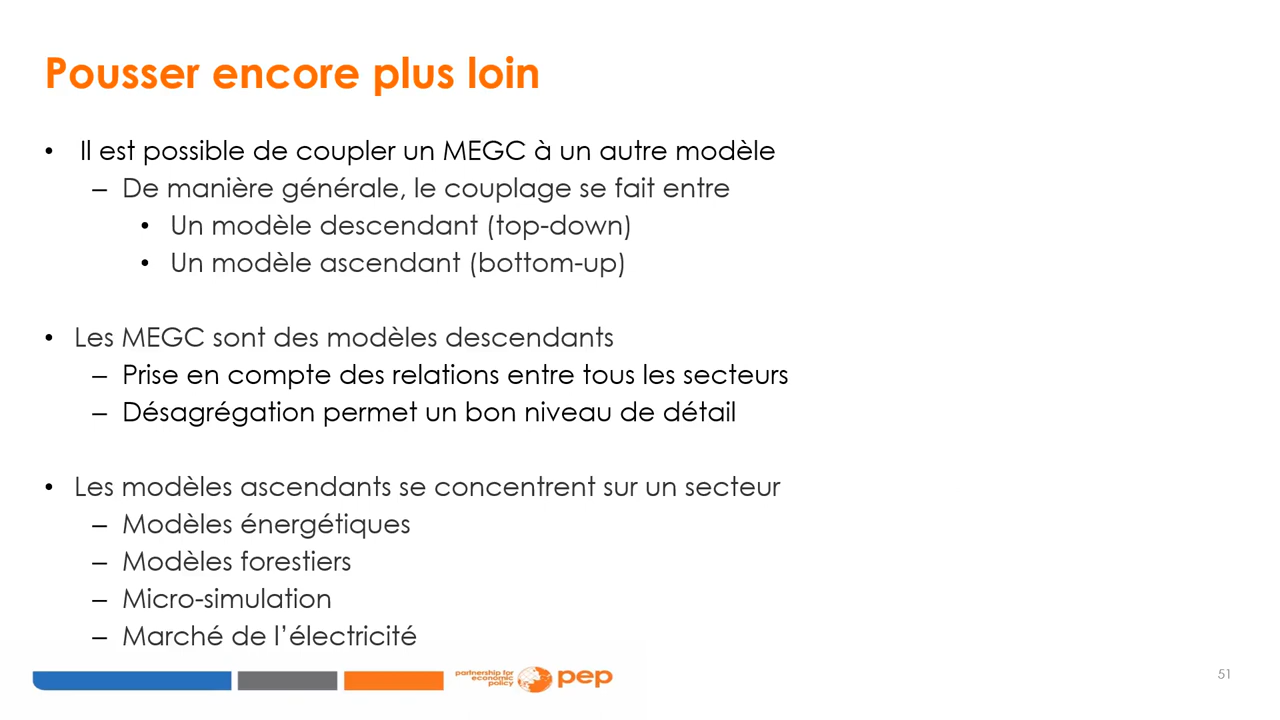 Pousser encore plus loin
• Il est possible de coupler un MEGC à un autre modèle
– De manière générale, le couplage se fait entre
• Un modèle descendant (top-down)
• Un modèle ascendant (bottom-up)
• Les MEGC sont des modèles descendants
– Prise en compte des relations entre tous les secteurs
– Désagrégation permet un bon niveau de détail
• Les modèles ascendants se concentrent sur un secteur
– Modèles énergétiques
– Modèles forestiers
– Micro-simulation
– Marché de l’électricité
partnership for
economic
policy
pep
51